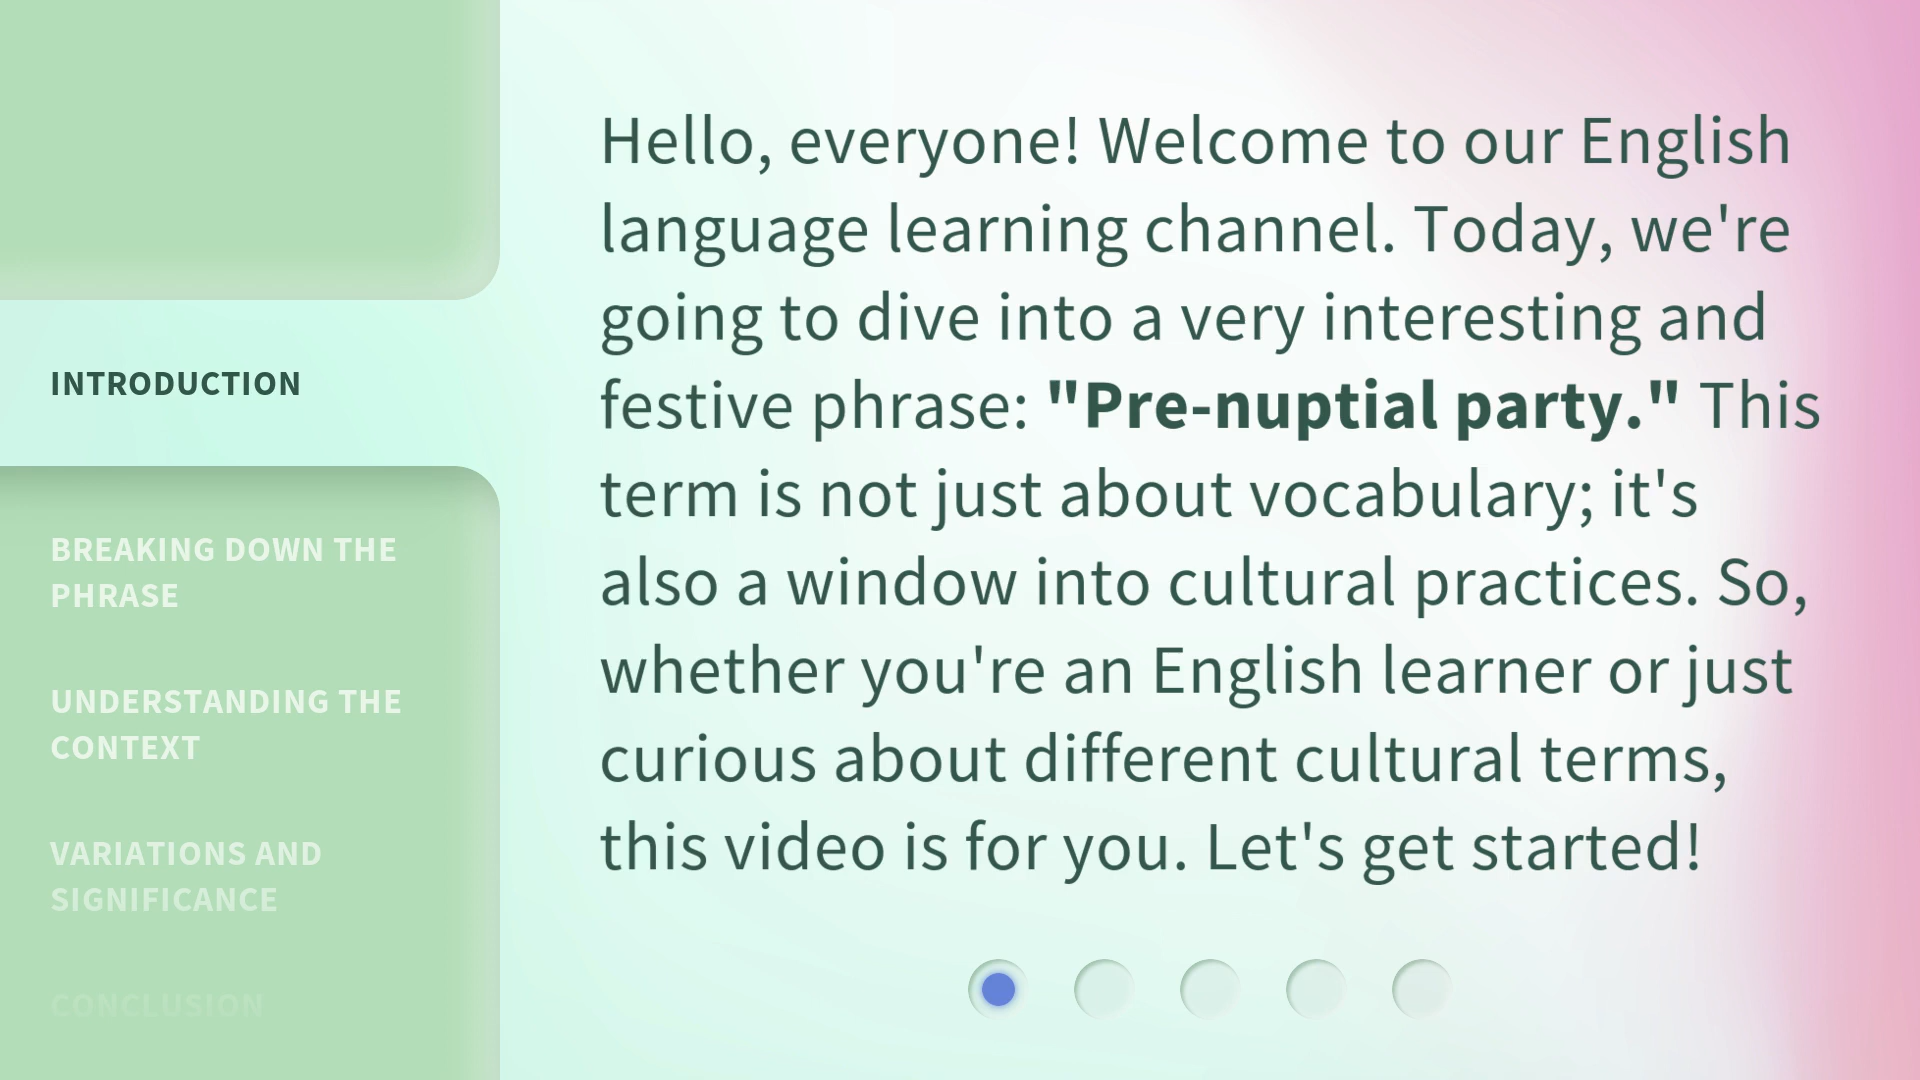 INTRODUCTION
BREAKING DOWN THE
PHRASE
UNDERSTANDING THE
CONTEXT
VARIATIONS AND
SIGNIFICANCE
CONCLUSION
Hello, everyone! Welcome to our English
language learning channel. Today, we're
going to dive into a very interesting and
festive phrase: "Pre-nuptial party." This
term is not just about vocabulary; it's
also a window into cultural practices. So,
whether you're an English learner or just
curious about different cultural terms,
this video is for you. Let's get started!